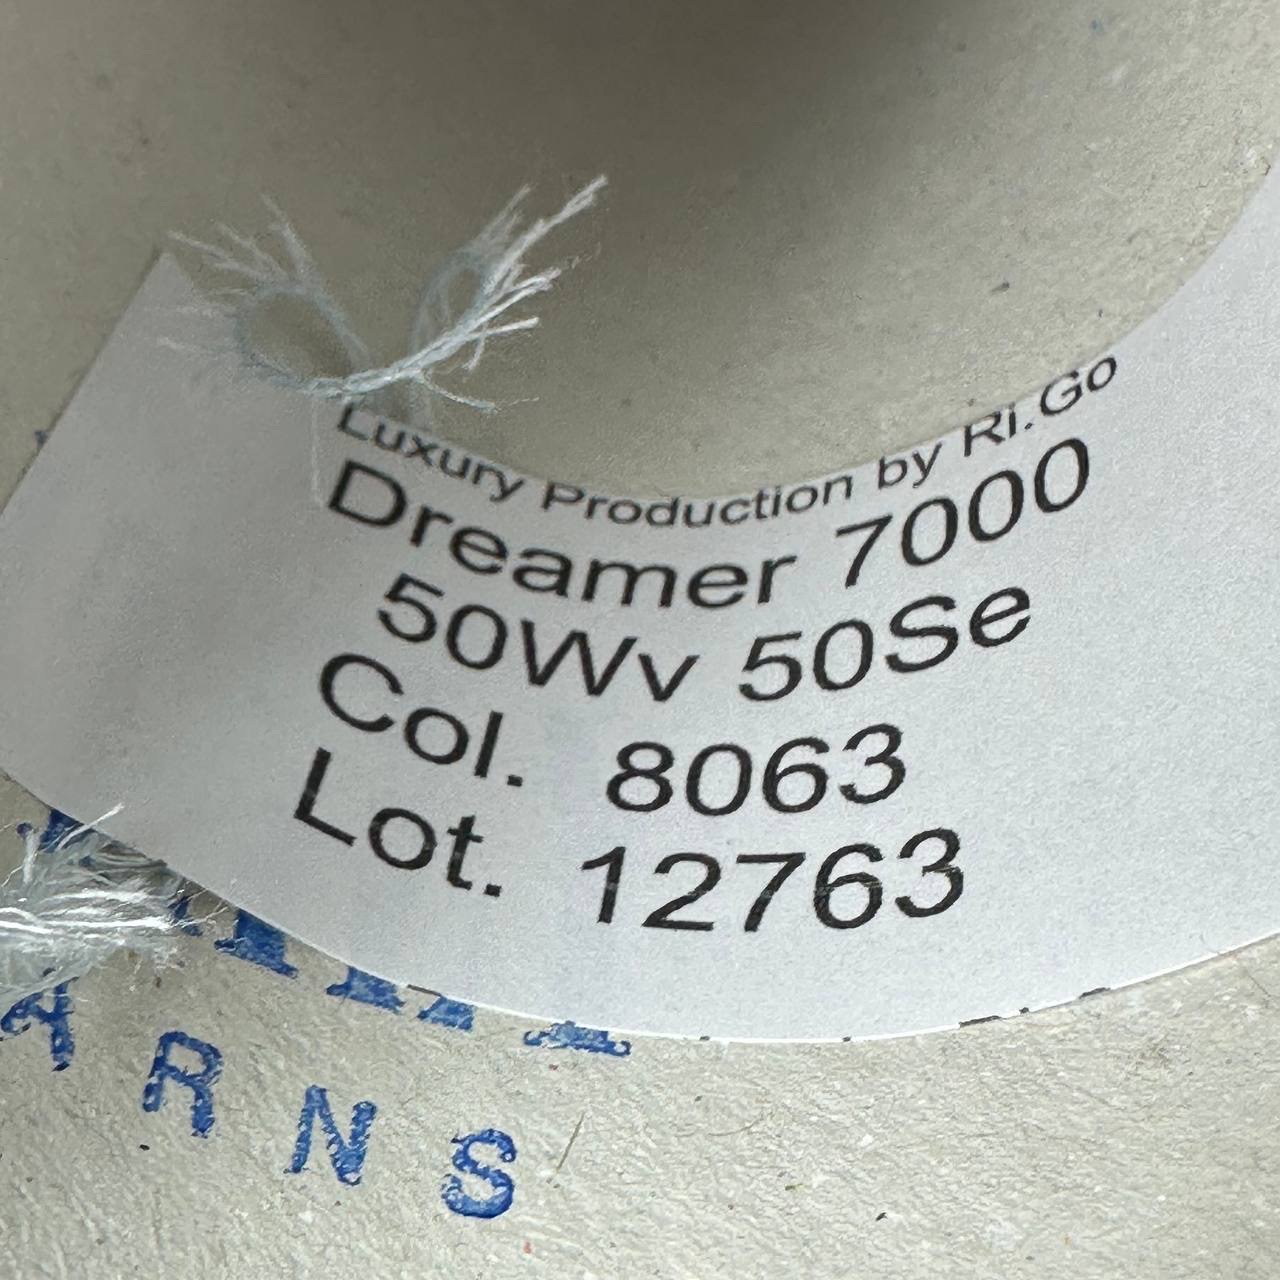 Luxury Production by Ri.Go
Dreamer 7000
50Wv 50Se
Col. 8063
Lot. 12763
ARNS